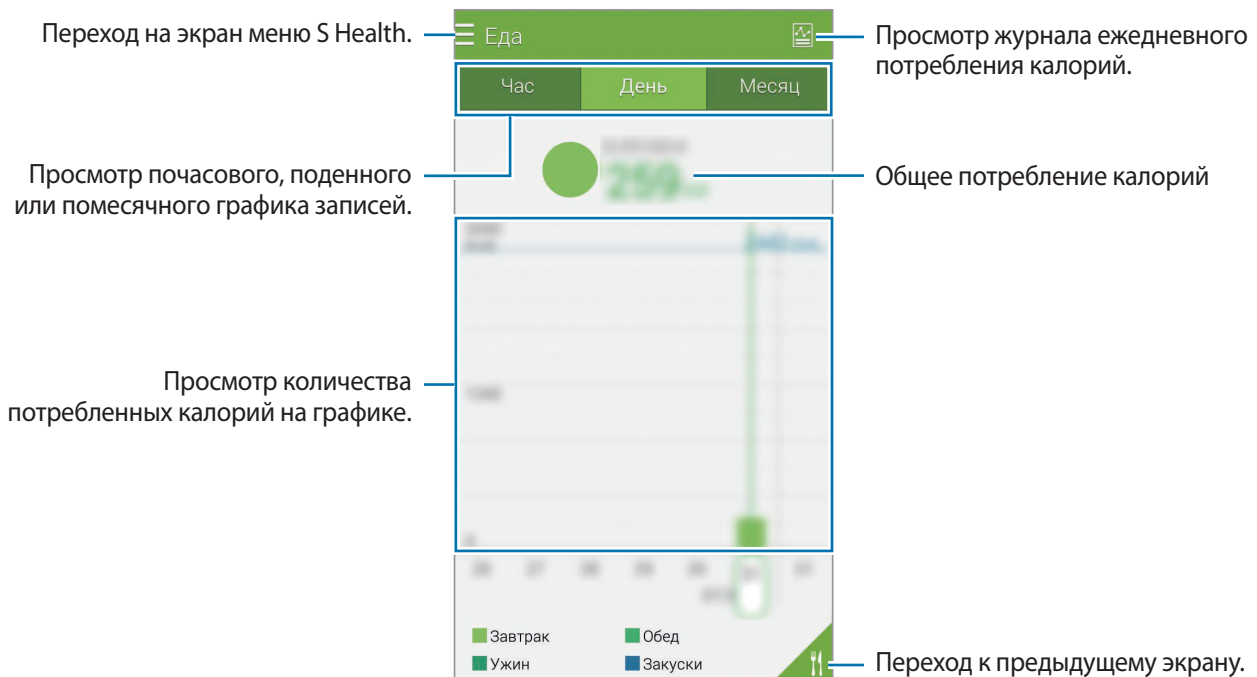 Переход на экран меню S Health.
Еда
Просмотр журнала ежедневного
потребления калорий.
Час
День
Месяц
Просмотр почасового, поденного
или помесячного графика записей.
259
Общее потребление калорий
Просмотр количества
потребленных калорий на графике.
Завтрак
Обед
Ужин
Закуски
Переход к предыдущему экрану.